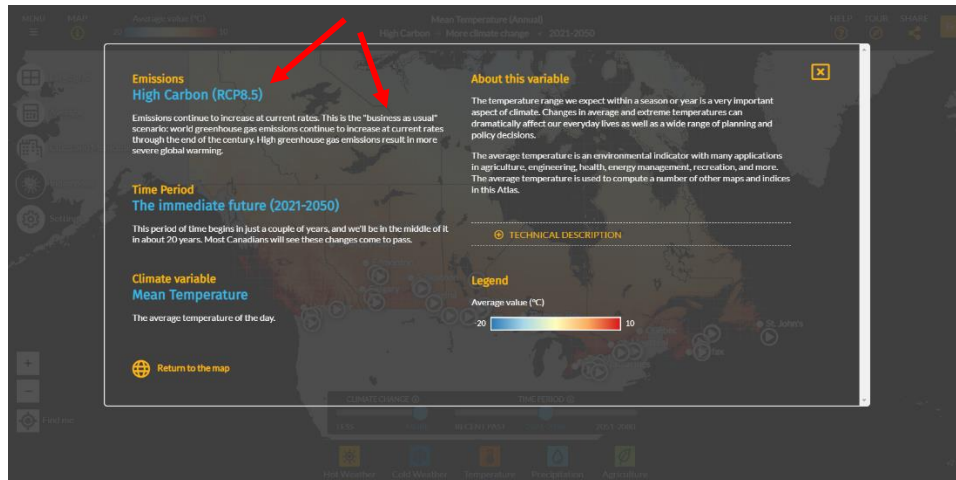 MENU MAP Average value (°C) Mean Temperature (Annual) HELP TOUR SHARE
-20 10 High Carbon - More climate change - 2021-2050
Emissions
High Carbon (RCP8.5)
Emissions continue to increase at current rates. This is the "business as usual"
scenario: world greenhouse gas emissions continue to increase at current rates
through the end of the century. High greenhouse gas emissions result in more
severe global warming.
Time Period
The immediate future (2021-2050)
This period of time begins in just a couple of years, and we'll be in the middle of it
in about 20 years. Most Canadians will see these changes come to pass.
Climate variable
Mean Temperature
The average temperature of the day.
Return to the map
About this variable
The temperature range we expect within a season or year is a very important
aspect of climate. Changes in average and extreme temperatures can
dramatically affect our everyday lives as well as a wide range of planning and
policy decisions.
The average temperature is an environmental indicator with many applications
in agriculture, engineering, health, energy management, recreation, and more.
The average temperature is used to compute a number of other maps and indices
in this Atlas.
TECHNICAL DESCRIPTION
Legend
Average value (°C)
-20 10
Settings
St. John's
Find me
CLIMATE CHANGE TIME PERIOD
LESS RECENT PAST 2051-2080
Hot Weather Cold Weather Temperature Precipitation Agriculture